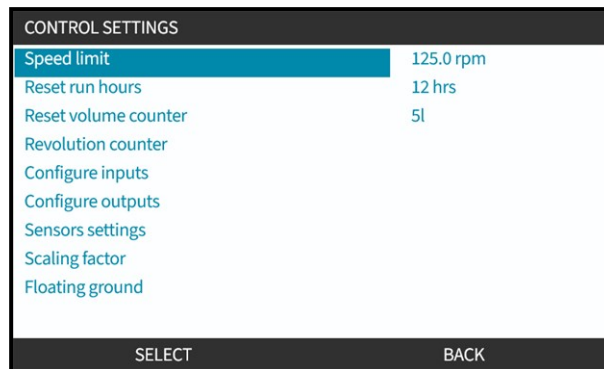 CONTROL SETTINGS
Speed limit 125.0 rpm
Reset run hours 12 hrs
Reset volume counter 5l
Revolution counter
Configure inputs
Configure outputs
Sensors settings
Scaling factor
Floating ground
SELECT BACK